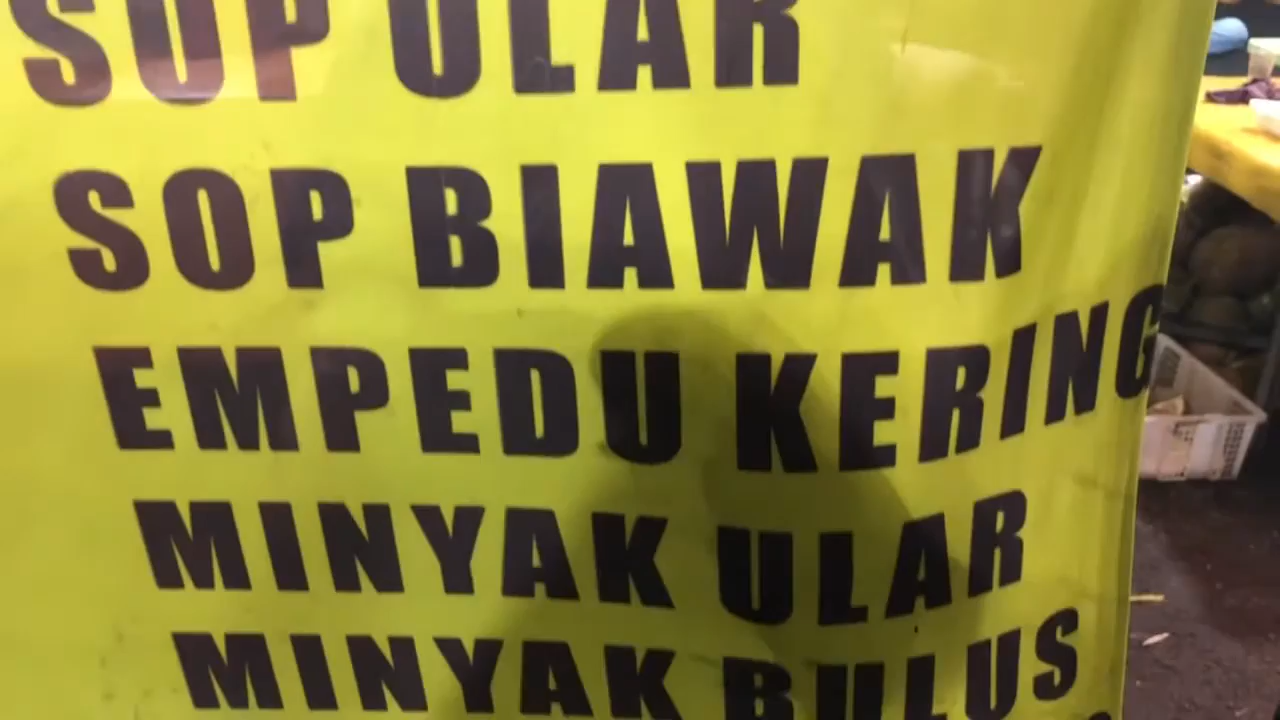 SOP ULAR
SOP BIAWAK
EMPEDU KERING
MINYAK ULAR
MINYAK BULUS